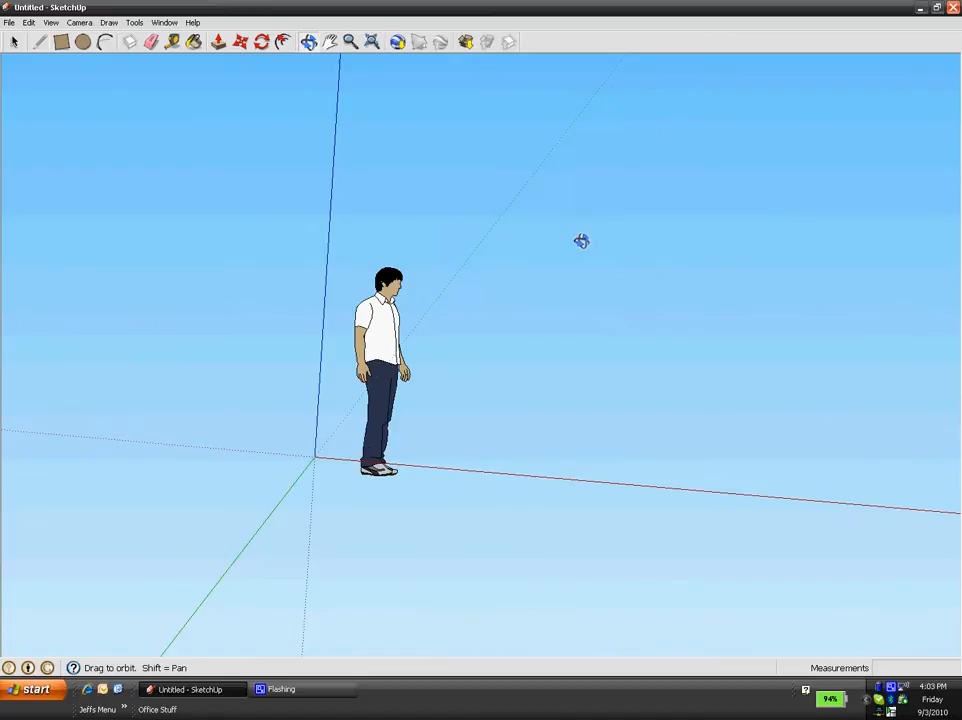 Untitled - SketchUp
File Edit View Camera Draw Tools Window Help
Drag to orbit. Shift = Pan
Measurements
start
Untitled - SketchUp
Flashing
94%
4:03 PM
Friday
9/3/2010
Jeffs Menu
Office Stuff